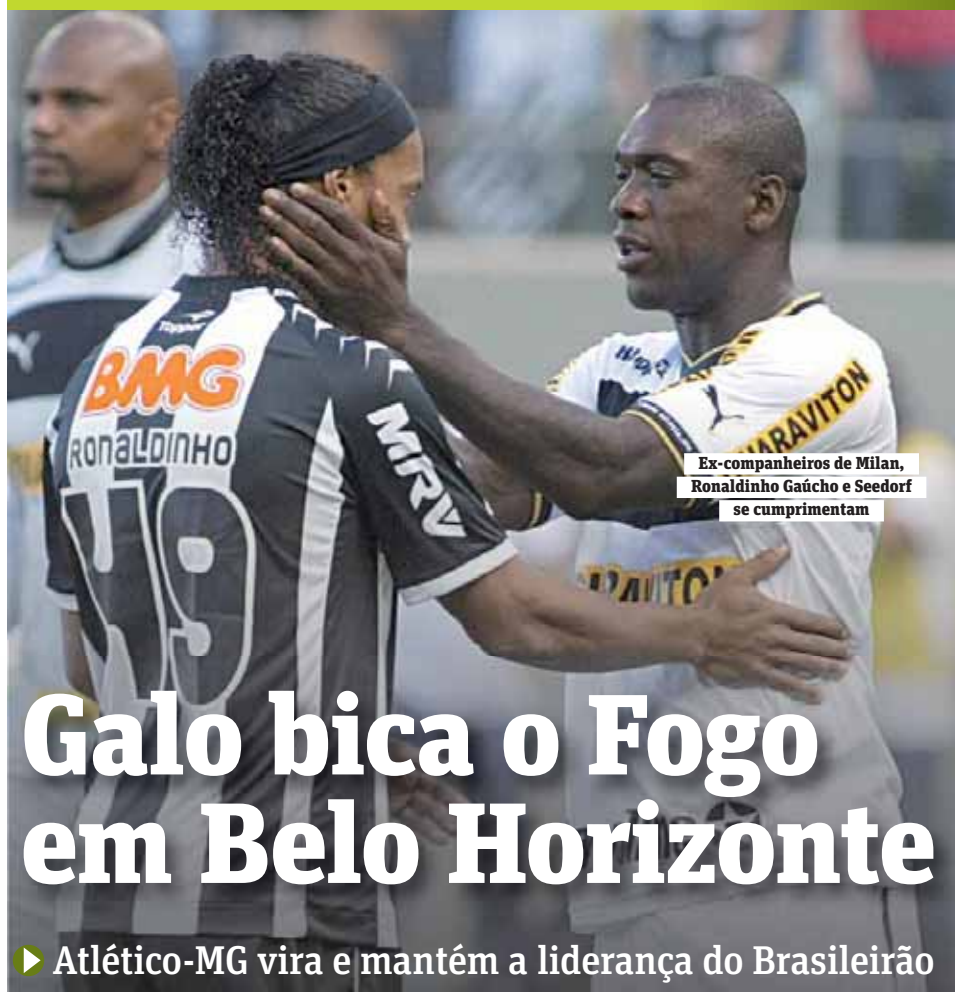 Topper
BMG
RONALDINHO
49
MRV
GUARAVITON
Ex-companheiros de Milan,
Ronaldinho Gaúcho e Seedorf
se cumprimentam
Galo bica o Fogo
em Belo Horizonte
Atlético-MG vira e mantém a liderança do Brasileirão